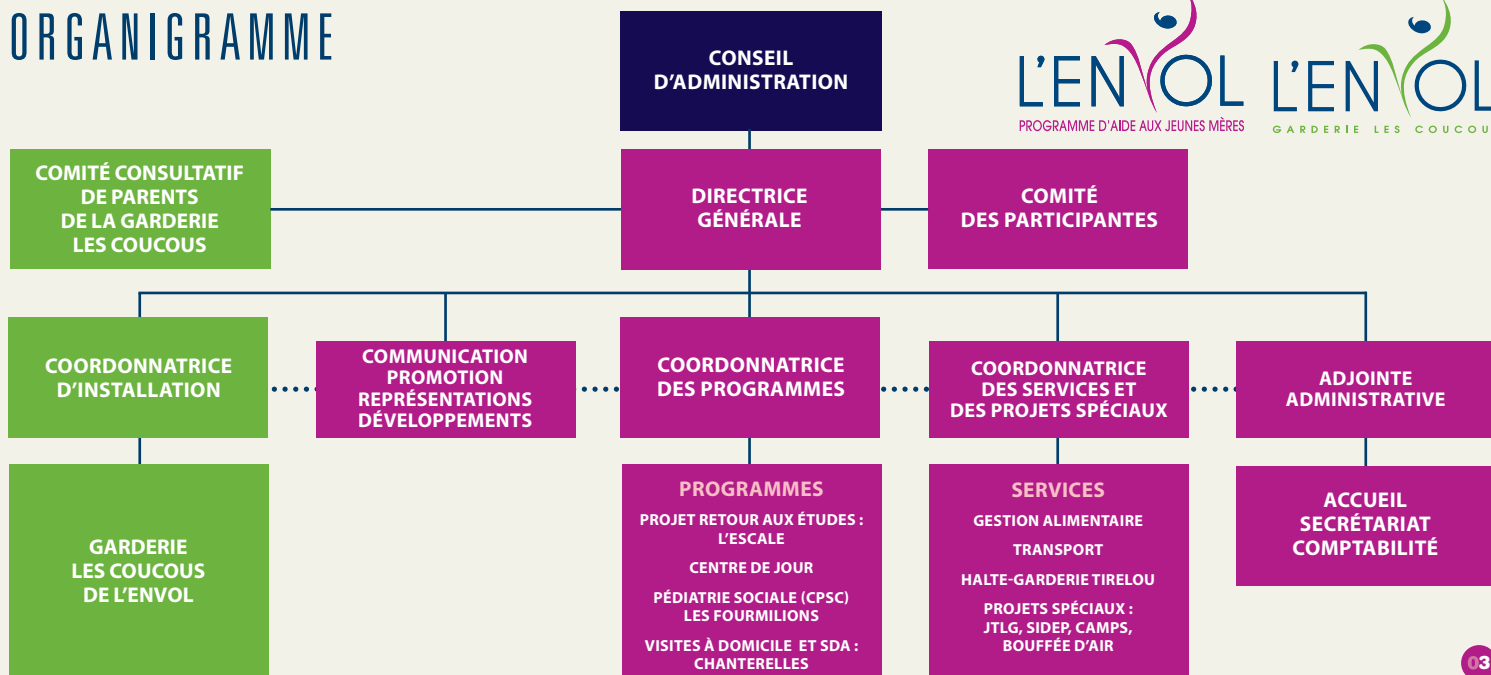 ORGANIGRAMME
CONSEIL
D'ADMINISTRATION
L'ENVOL
PROGRAMME D'AIDE AUX JEUNES MÈRES
L'ENVOL
GARDERIE LES COUCOU
COMITÉ CONSULTATIF
DE PARENTS
DE LA GARDERIE
LES COUCOUS
DIRECTRICE
GÉNÉRALE
COMITÉ
DES PARTICIPANTES
COORDONNATRICE
D'INSTALLATION
COMMUNICATION
PROMOTION
REPRÉSENTATIONS
DÉVELOPPEMENTS
COORDONNATRICE
DES PROGRAMMES
COORDONNATRICE
DES SERVICES ET
DES PROJETS SPÉCIAUX
ADJOINTE
ADMINISTRATIVE
GARDERIE
LES COUCOUS
DE L'ENVOL
PROGRAMMES
PROJET RETOUR AUX ÉTUDES :
L'ESCALE
CENTRE DE JOUR
PÉDIATRIE SOCIALE (CPSC)
LES FOURMILIONS
VISITES À DOMICILE ET SDA :
CHANTERELLES
SERVICES
GESTION ALIMENTAIRE
TRANSPORT
HALTE-GARDERIE TIRELOU
PROJETS SPÉCIAUX :
JTLG, SIDEP, CAMPS,
BOUFFÉE D'AIR
ACCUEIL
SECRÉTARIAT
COMPTABILITÉ
03